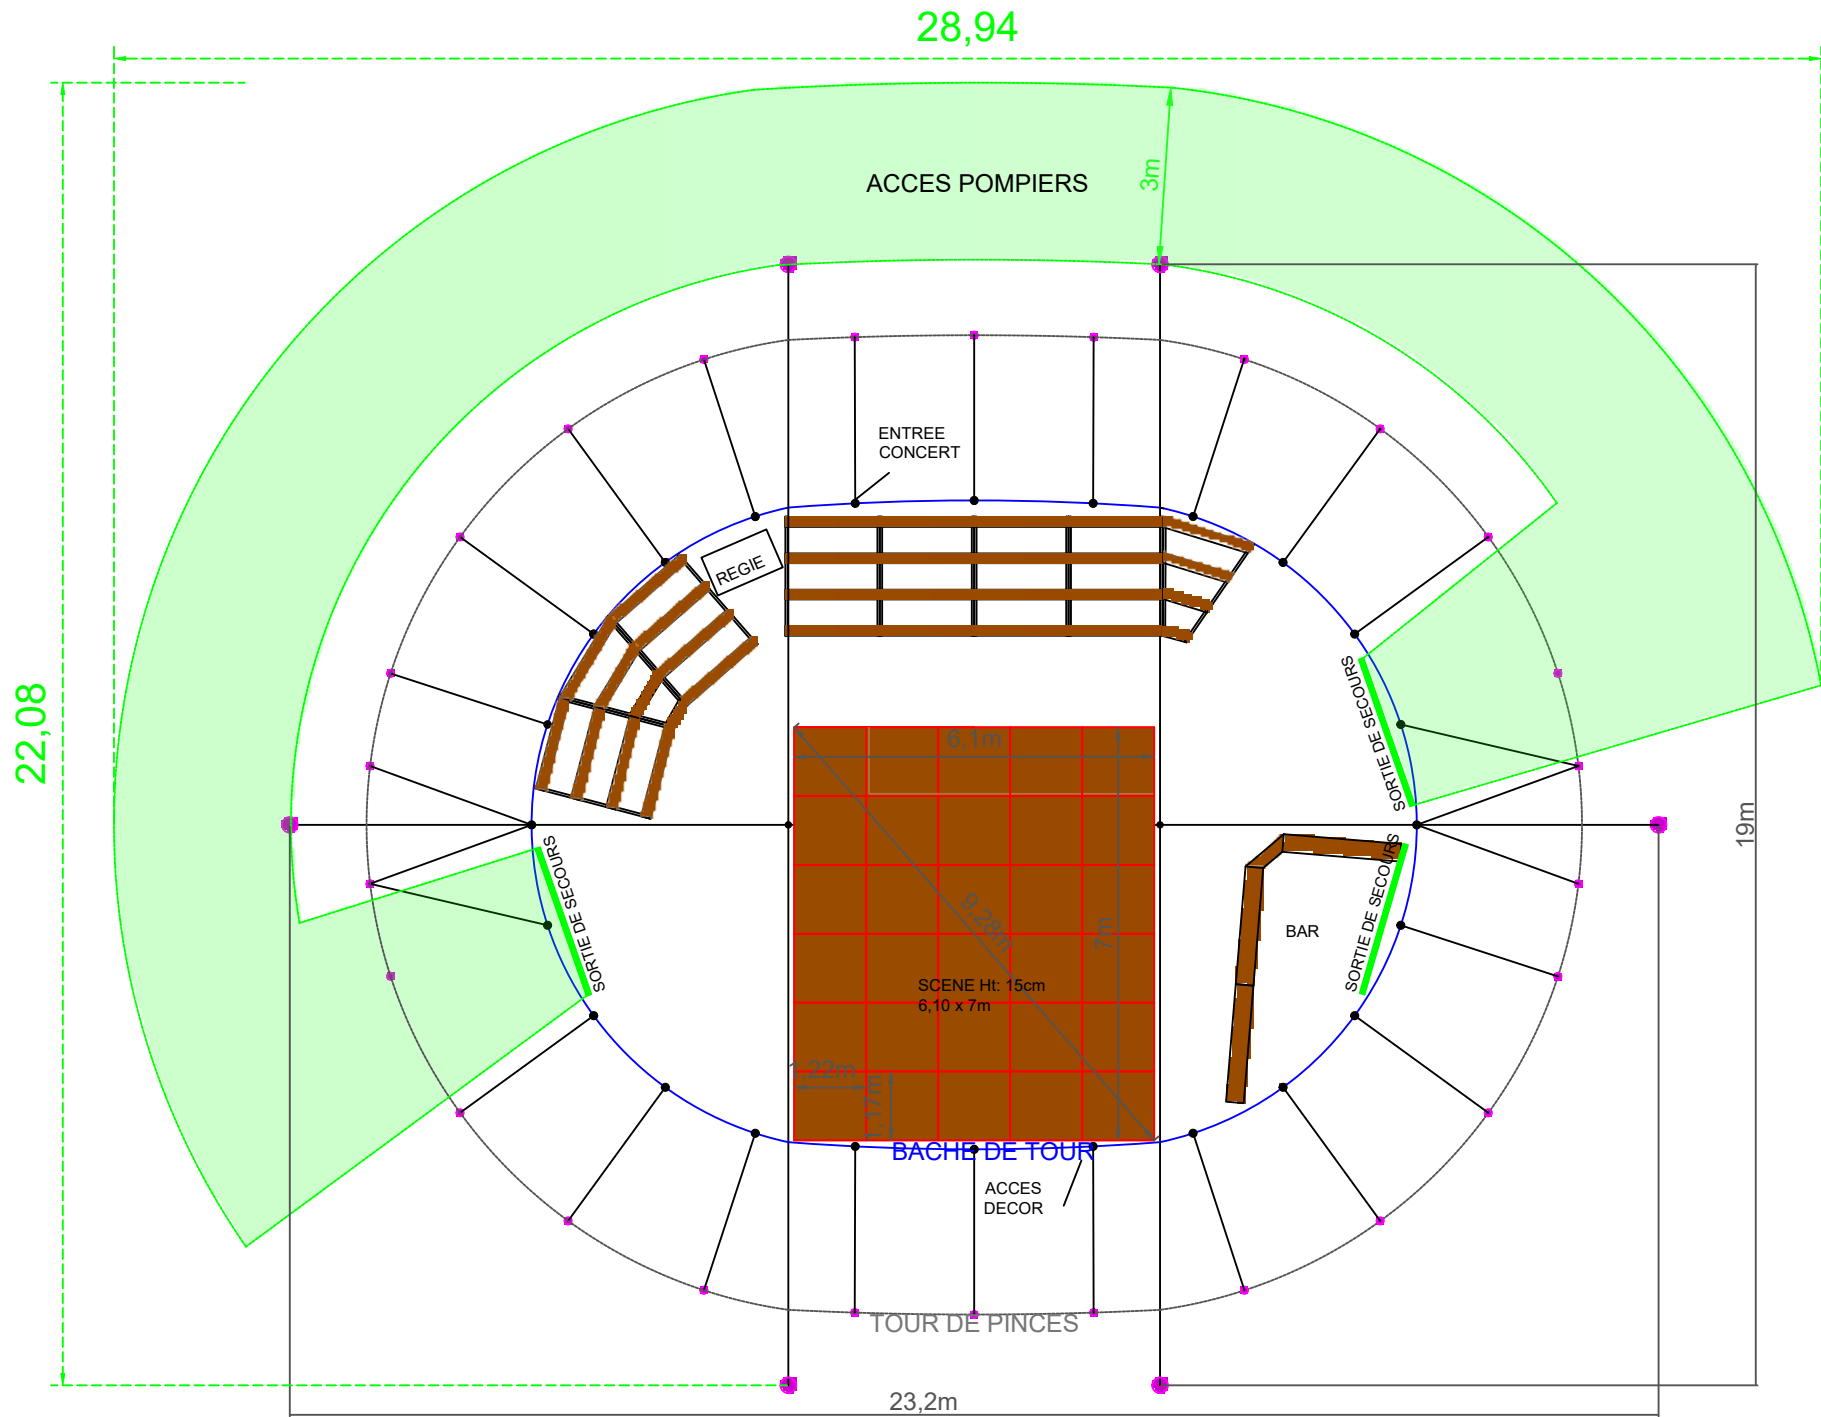 28,94
ACCES POMPIERS
3m
ENTREE
CONCERT
REGIE
SORTIE DE SECOURS
22,08
6,1m
19m
SORTIE DE SECOURS
9,28m
7m
BAR
SORTIE DE SECOURS
SCENE Ht: 15cm
6,10 x 7m
1,22m
1,17m
BACHE DE TOUR
ACCES
DECOR
TOUR DE PINCES
23,2m